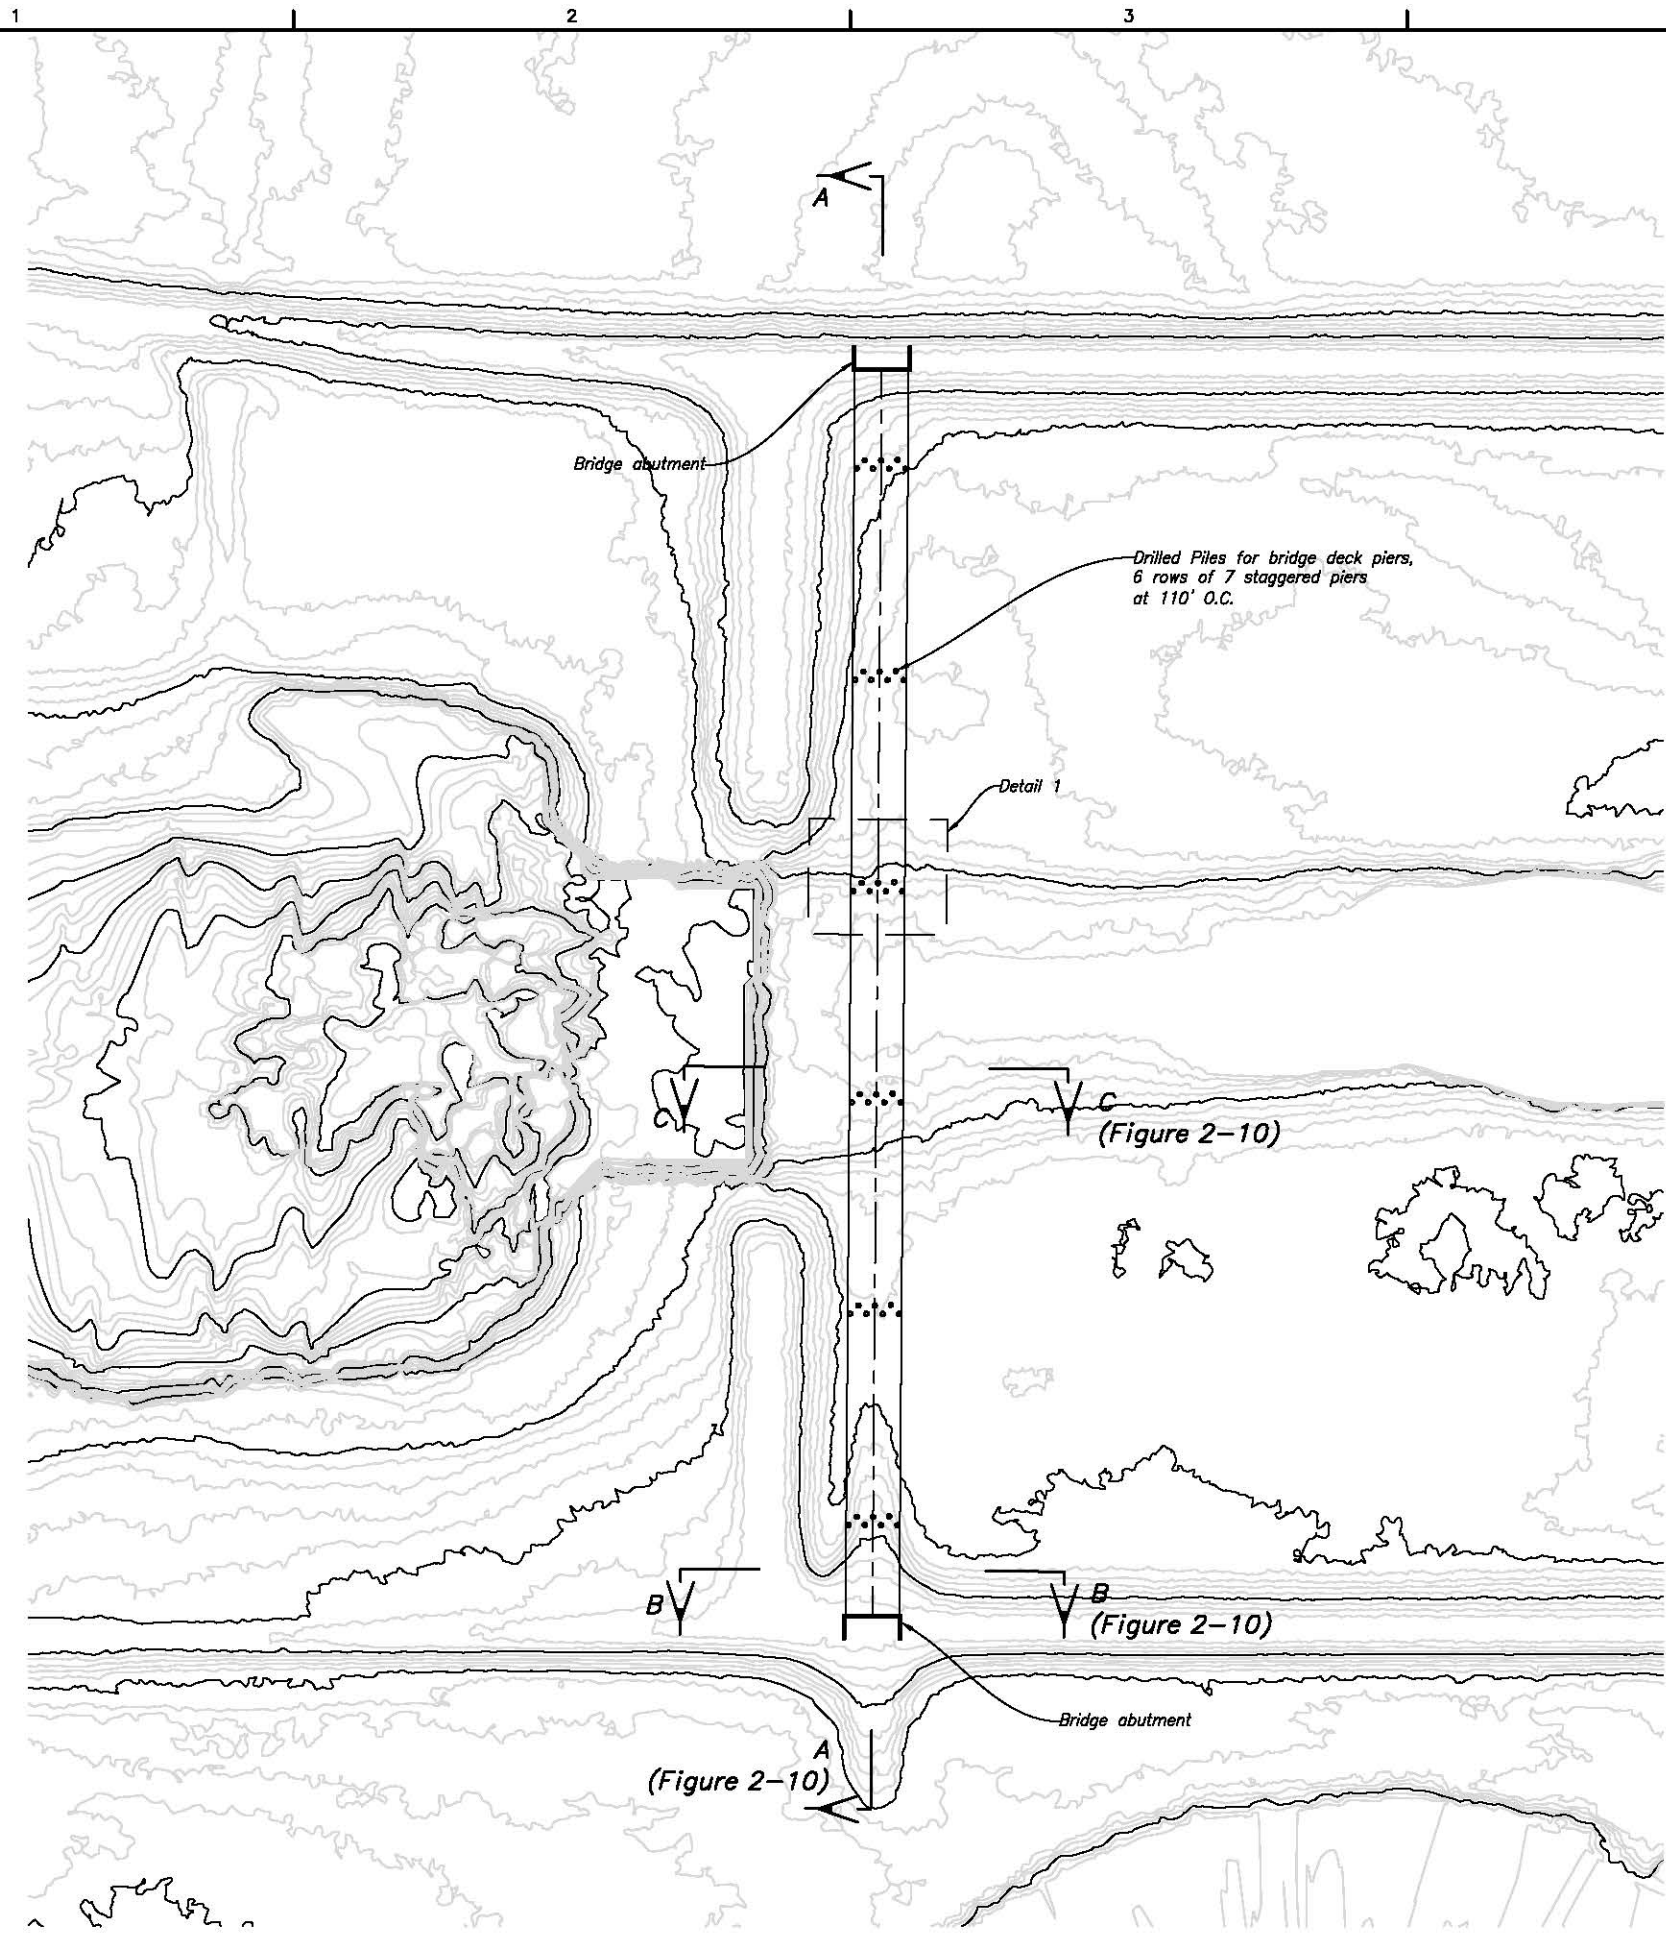 1
2
3
A
Bridge abutment
Drilled Piles for bridge deck piers,
6 rows of 7 staggered piers
at 110' O.C.
Detail 1
C
C
(Figure 2-10)
B
B
(Figure 2-10)
Bridge abutment
A
(Figure 2-10)